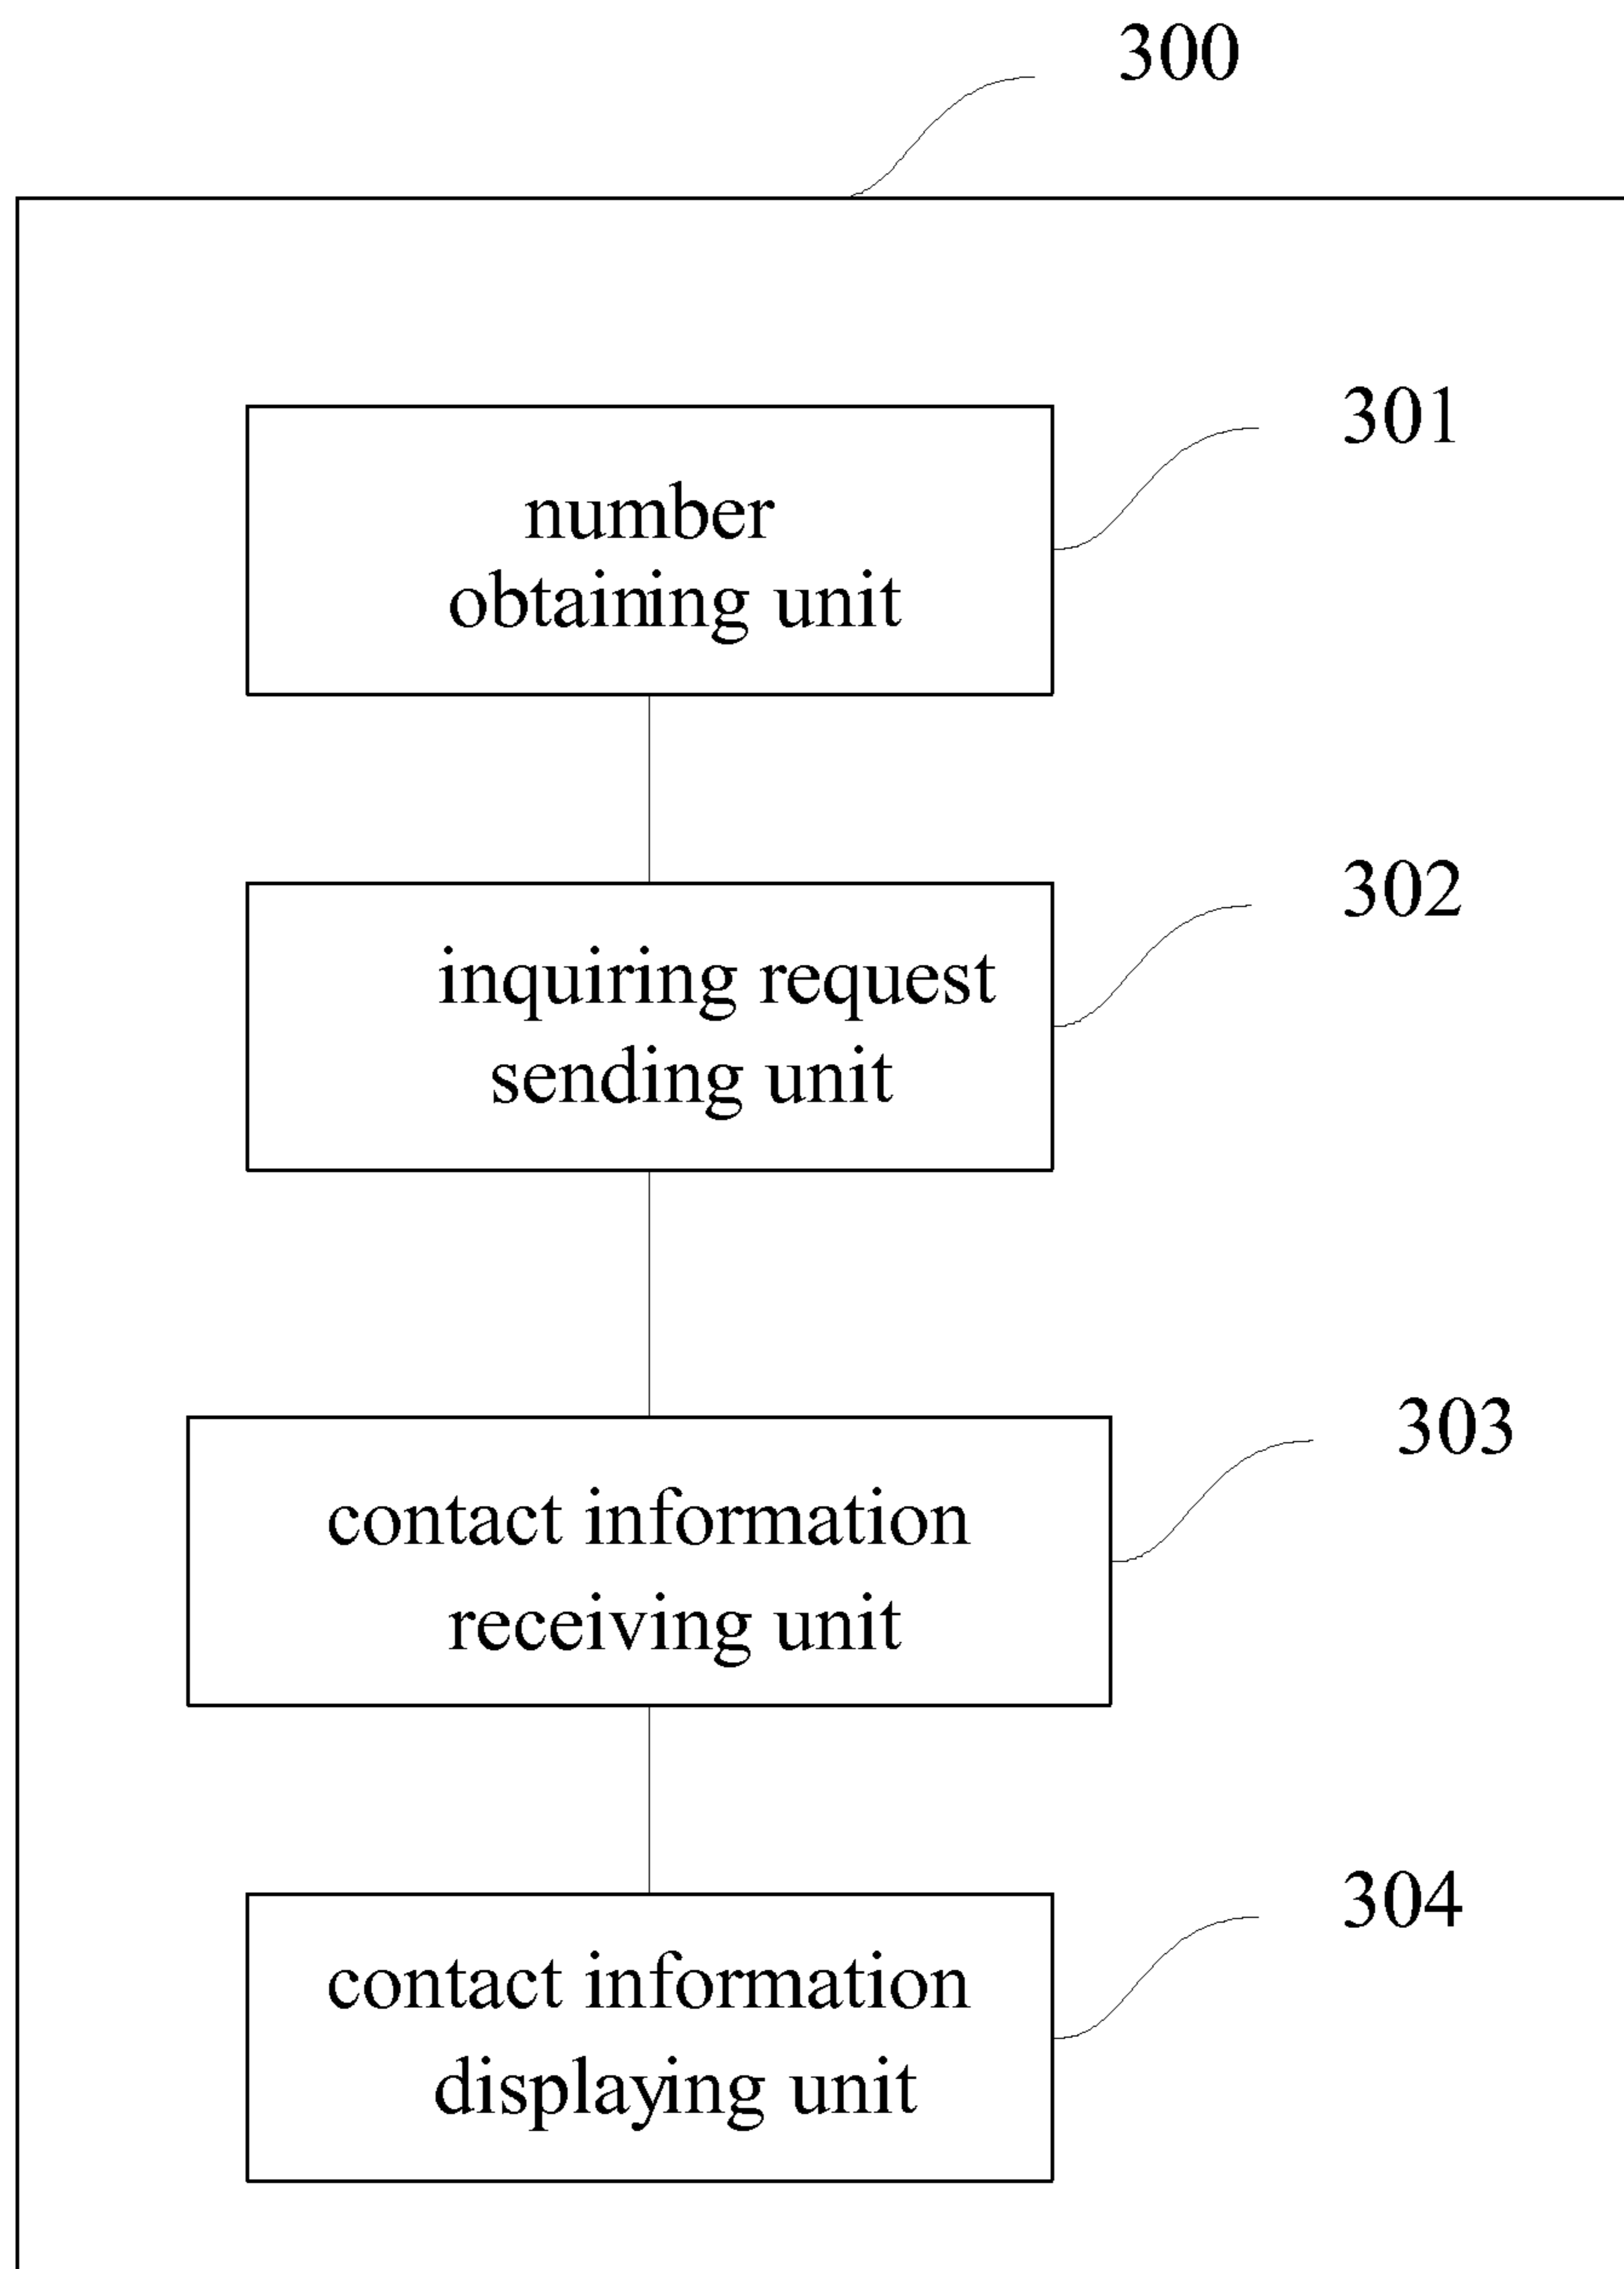 300
301
number
obtaining unit
302
inquiring request
sending unit
303
contact information
receiving unit
304
contact information
displaying unit